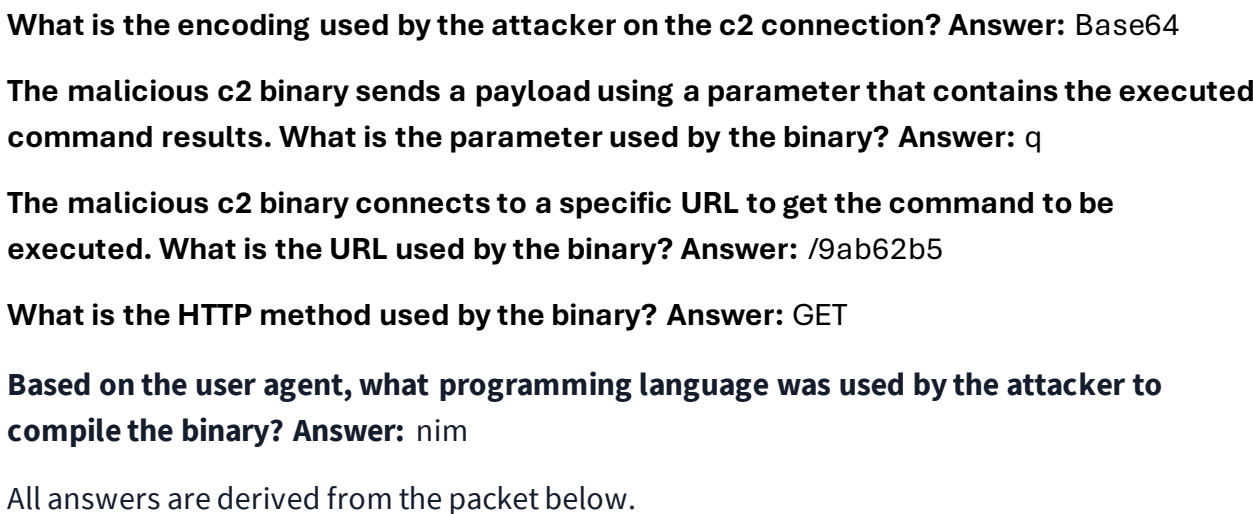 What is the encoding used by the attacker on the c2 connection? Answer: Base64
The malicious c2 binary sends a payload using a parameter that contains the executed
command results. What is the parameter used by the binary? Answer: q
The malicious c2 binary connects to a specific URL to get the command to be
executed. What is the URL used by the binary? Answer: /9ab62b5
What is the HTTP method used by the binary? Answer: GET
Based on the user agent, what programming language was used by the attacker to
compile the binary? Answer: nim
All answers are derived from the packet below.